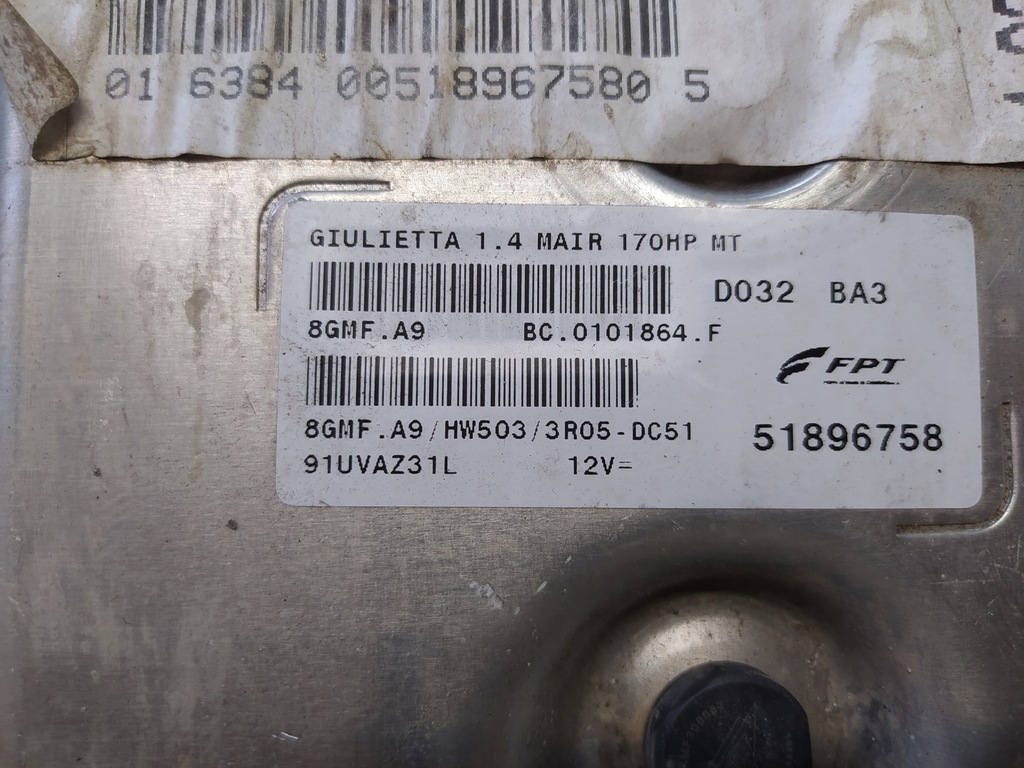 01 6384 00518967580 5
GIULIETTA 1.4 MAIR 170HP MT
D032 BA3
8GMF.A9 BC.0101864.F
FPT
8GMF.A9/HW503/3R05-DC51
51896758
91UVAZ31L 12V=